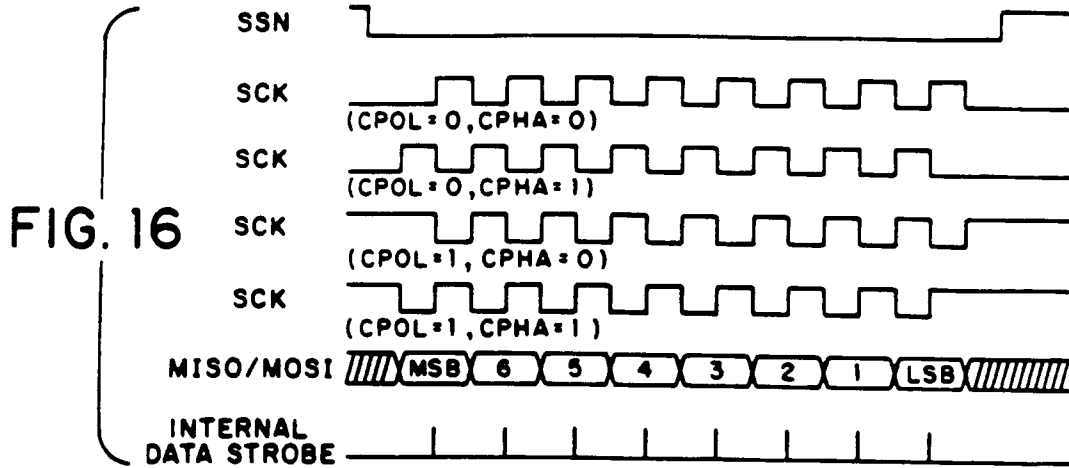 SSN
SCK
(CPOL=0,CPHA=0)
SCK
(CPOL=0,CPHA=1)
FIG. 16
SCK
(CPOL=1,CPHA=0)
SCK
(CPOL=1,CPHA=1)
MISO/MOSI MSB 6 5 4 3 2 1 LSB
INTERNAL
DATA STROBE